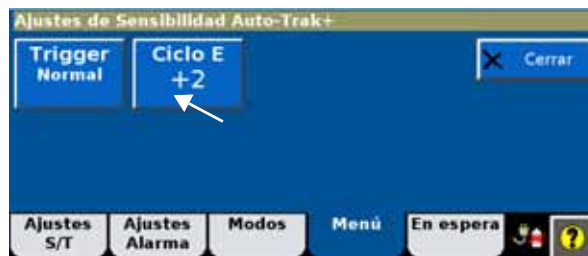 Ajustes de Sensibilidad Auto-Trak+
Trigger
Normal
Ciclo E
+2
Cerrar
Ajustes
S/T
Ajustes
Alarma
Modos
Menú
En espera
?